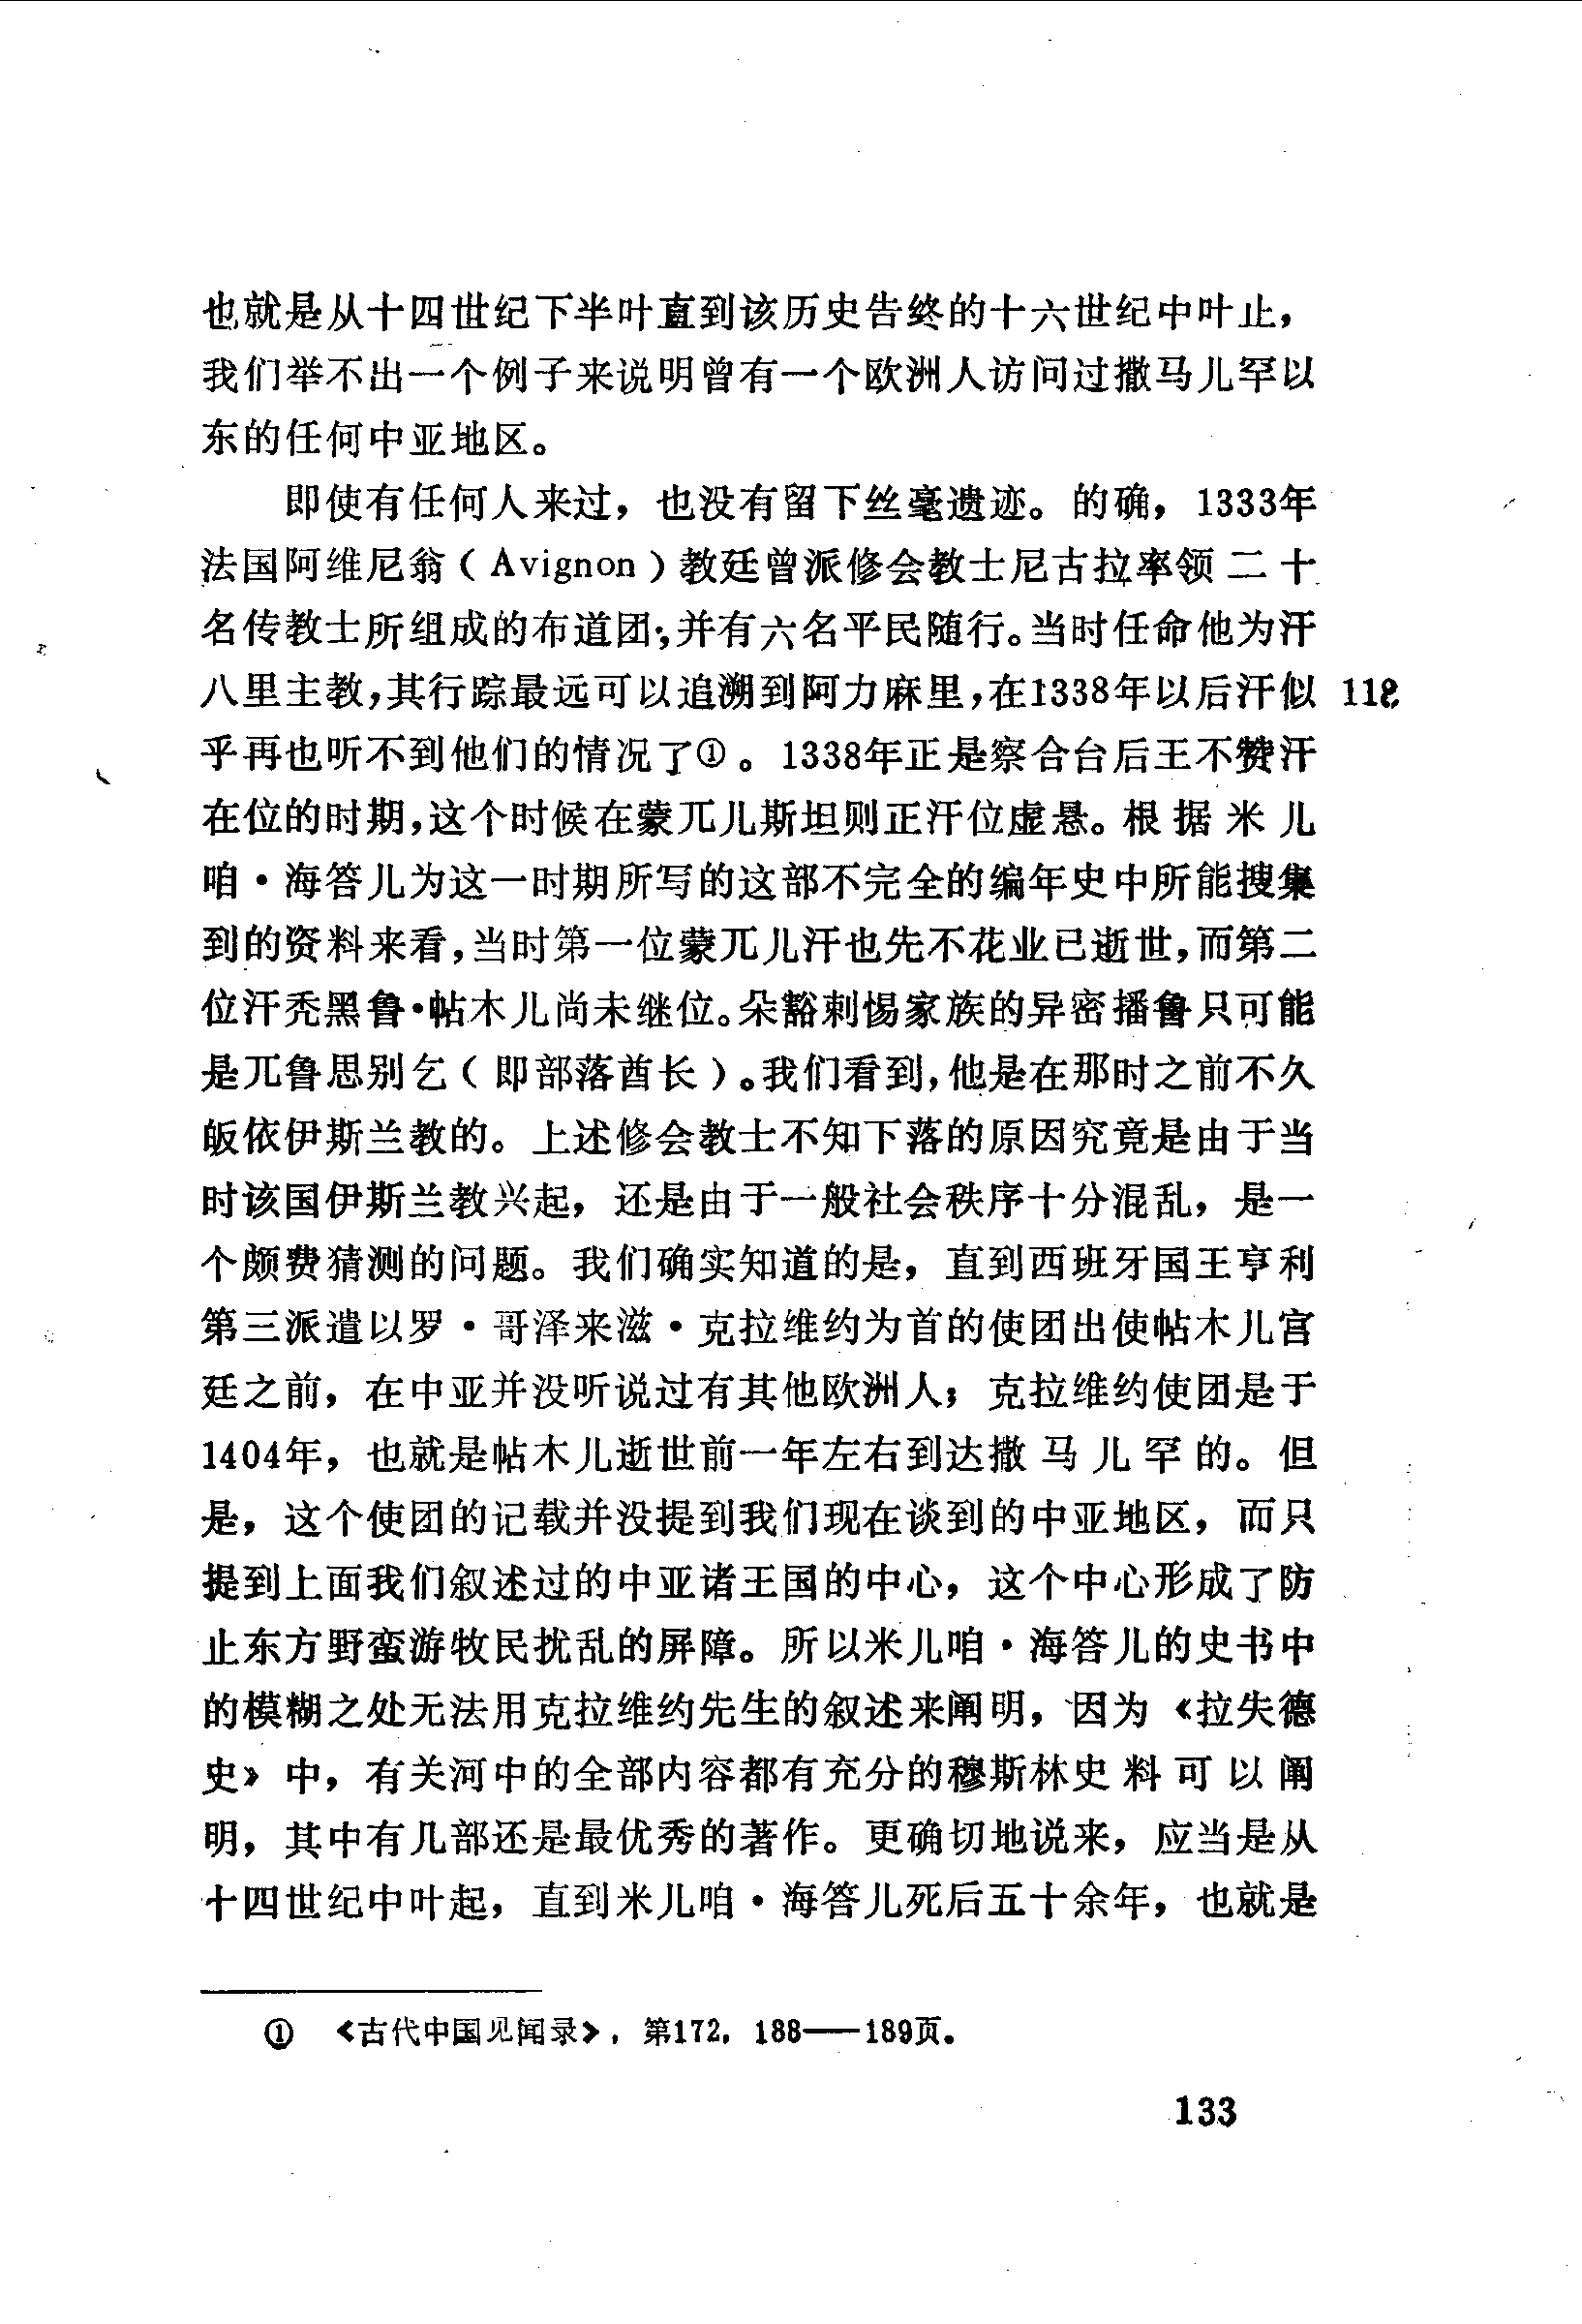 也就是从十四世纪下半叶直到该历史告终的十六世纪中叶止，
我们举不出一个例子来说明曾有一个欧洲人访问过撒马儿罕以
东的任何中亚地区。
即使有任何人来过，也没有留下丝毫遗迹。的确，1333年
法国阿维尼翁（Avignon）教廷曾派修会教士尼古拉率领二十
名传教士所组成的布道团；并有六名平民随行。当时任命他为汗
八里主教，其行踪最远可以追溯到阿力麻里，在1338年以后汗似 118
乎再也听不到他们的情况了①。1338年正是察合台后王不赞汗
在位的时期，这个时候在蒙兀儿斯坦则正汗位虚悬。根据米儿
咱·海答儿为这一时期所写的这部不完全的编年史中所能搜集
到的资料来看，当时第一位蒙兀儿汗也先不花业已逝世，而第二
位汗秃黑鲁·帖木儿尚未继位。朵豁剌惕家族的异密播鲁只可能
是兀鲁思别乞（即部落酋长）。我们看到，他是在那时之前不久
皈依伊斯兰教的。上述修会教士不知下落的原因究竟是由于当
时该国伊斯兰教兴起，还是由于一般社会秩序十分混乱，是一
个颇费猜测的问题。我们确实知道的是，直到西班牙国王亨利
第三派遣以罗·哥泽来滋·克拉维约为首的使团出使帖木儿宫
廷之前，在中亚并没听说过有其他欧洲人；克拉维约使团是于
1404年，也就是帖木儿逝世前一年左右到达撒马儿罕的。但
是，这个使团的记载并没提到我们现在谈到的中亚地区，而只
提到上面我们叙述过的中亚诸王国的中心，这个中心形成了防
止东方野蛮游牧民扰乱的屏障。所以米儿咱·海答儿的史书中
的模糊之处无法用克拉维约先生的叙述来阐明，因为《拉失德
史》中，有关河中的全部内容都有充分的穆斯林史料可以阐
明，其中有几部还是最优秀的著作。更确切地说来，应当是从
十四世纪中叶起，直到米儿咱·海答儿死后五十余年，也就是
① 《古代中国见闻录》，第172，188——189页。
133